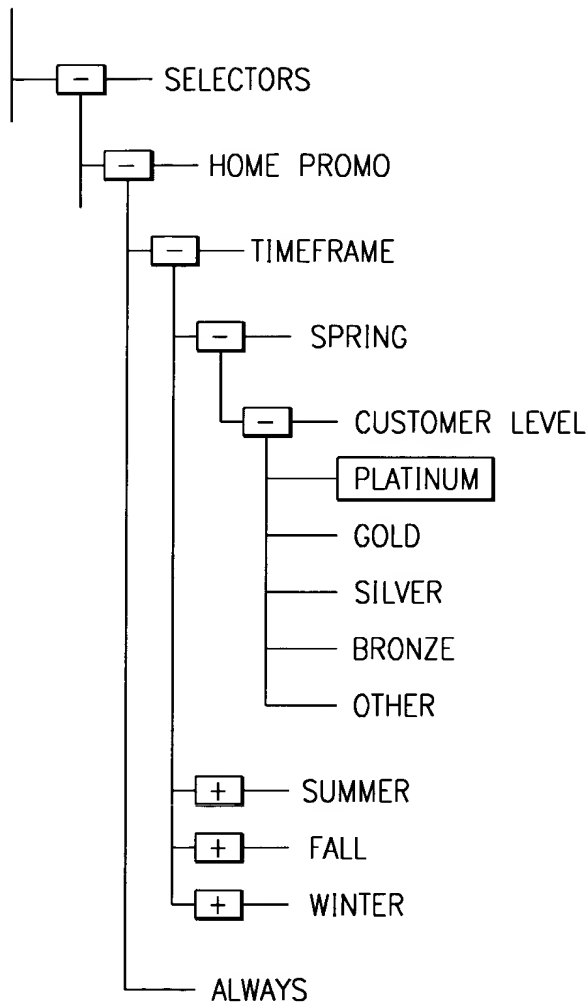 - SELECTORS
- HOME PROMO
- TIMEFRAME
- SPRING
- CUSTOMER LEVEL
PLATINUM
GOLD
SILVER
BRONZE
OTHER
+ SUMMER
+ FALL
+ WINTER
ALWAYS